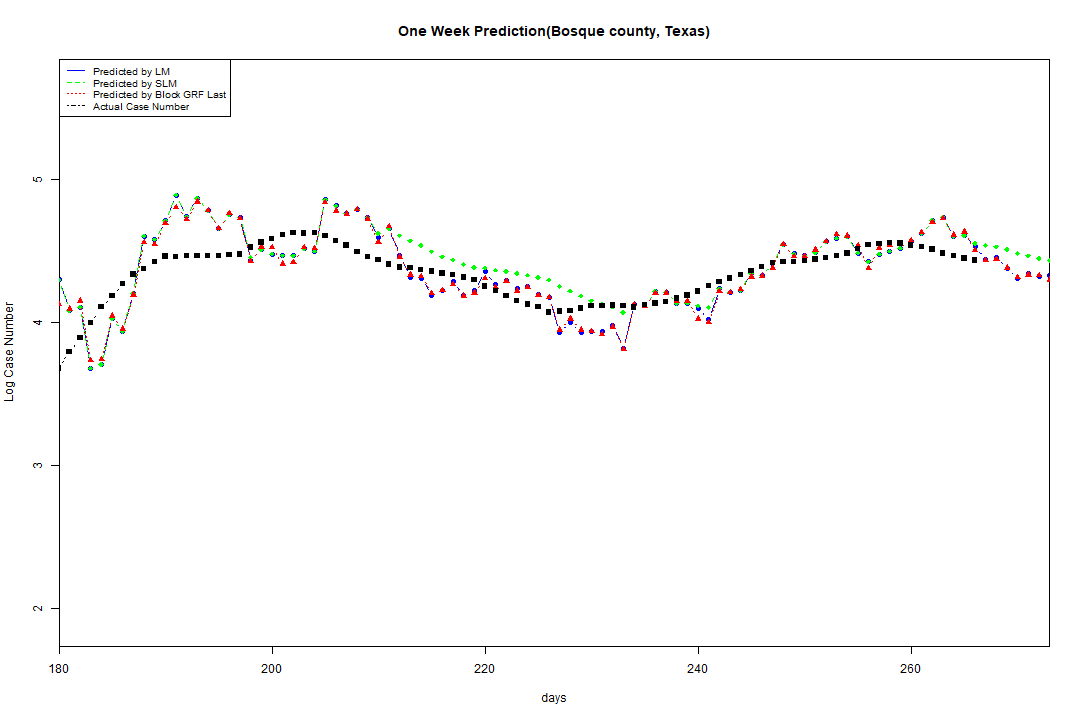 One Week Prediction(Bosque county, Texas)
Predicted by LM
Predicted by SLM
Predicted by Block GRF Last
Actual Case Number
5
4
3
2
Log Case Number
180 200 220 240 260
days